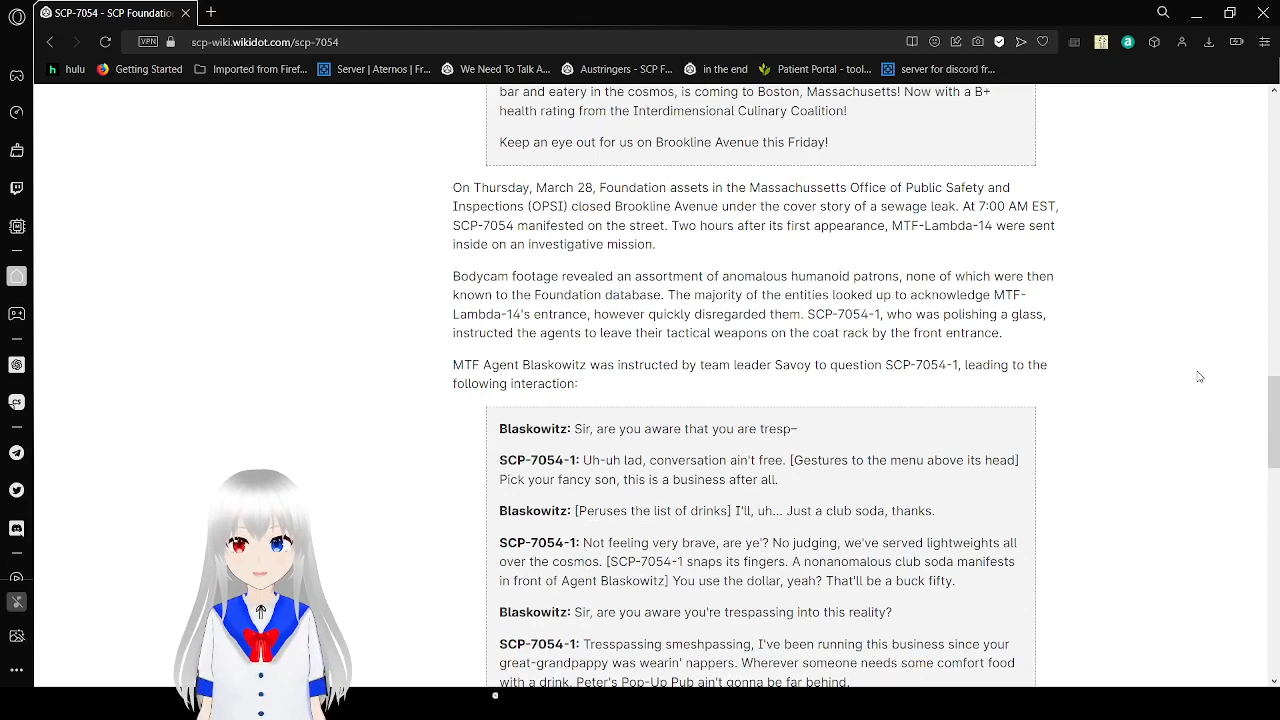 SCP-7054 - SCP Foundation
scp-wiki.wikidot.com/scp-7054
VPN
hulu
Getting Started
Imported from Firef...
Server | Aternos | Fr...
We Need To Talk A...
Austringers - SCP F...
in the end
Patient Portal - tool...
server for discord fr...
bar and eatery in the cosmos, is coming to Boston, Massachusetts! Now with a B+
health rating from the Interdimensional Culinary Coalition!
Keep an eye out for us on Brookline Avenue this Friday!
On Thursday, March 28, Foundation assets in the Massachussetts Office of Public Safety and
Inspections (OPSI) closed Brookline Avenue under the cover story of a sewage leak. At 7:00 AM EST,
SCP-7054 manifested on the street. Two hours after its first appearance, MTF-Lambda-14 were sent
inside on an investigative mission.
Bodycam footage revealed an assortment of anomalous humanoid patrons, none of which were then
known to the Foundation database. The majority of the entities looked up to acknowledge MTF-
Lambda-14's entrance, however quickly disregarded them. SCP-7054-1, who was polishing a glass,
instructed the agents to leave their tactical weapons on the coat rack by the front entrance.
MTF Agent Blaskowitz was instructed by team leader Savoy to question SCP-7054-1, leading to the
following interaction:
Blaskowitz: Sir, are you aware that you are tresp–
SCP-7054-1: Uh-uh lad, conversation ain't free. [Gestures to the menu above its head]
Pick your fancy son, this is a business after all.
Blaskowitz: [Peruses the list of drinks] I'll, uh... Just a club soda, thanks.
SCP-7054-1: Not feeling very brave, are ye'? No judging, we've served lightweights all
over the cosmos. [SCP-7054-1 snaps its fingers. A nonanomalous club soda manifests
in front of Agent Blaskowitz] You use the dollar, yeah? That'll be a buck fifty.
Blaskowitz: Sir, are you aware you're trespassing into this reality?
SCP-7054-1: Tresspassing smeshpassing, I've been running this business since your
great-grandpappy was wearin' nappers. Wherever someone needs some comfort food
with a drink, Peter's Pop-Up Pub ain't gonna be far behind.